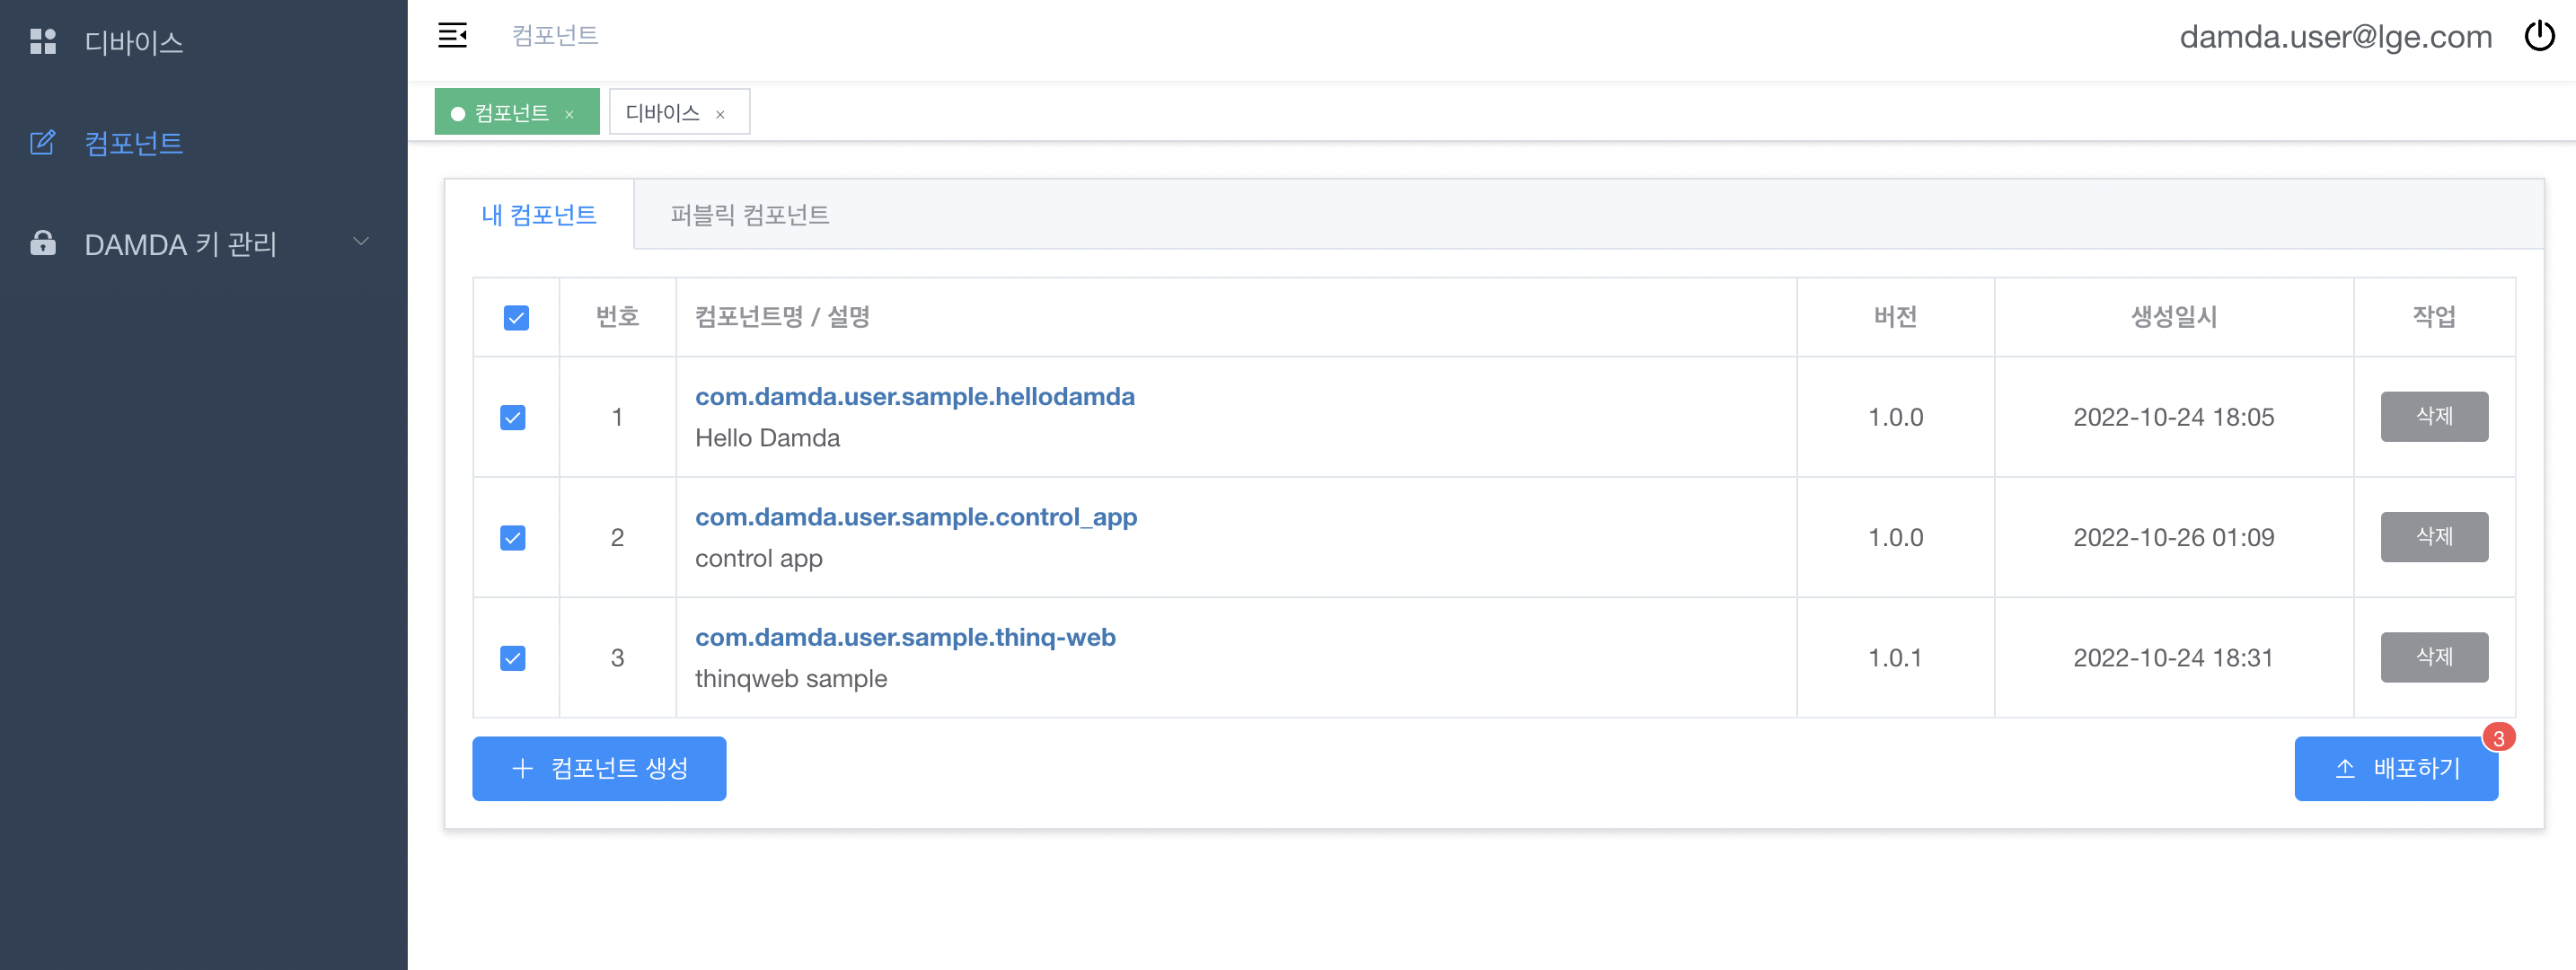 디바이스
컴포넌트
DAMDA 키 관리
컴포넌트
damda.user@lge.com
컴포넌트 ×
디바이스 ×
내 컴포넌트
퍼블릭 컴포넌트
번호 컴포넌트명 / 설명 버전 생성일시 작업
1 com.damda.user.sample.hellodamda 1.0.0 2022-10-24 18:05 삭제
Hello Damda
2 com.damda.user.sample.control_app 1.0.0 2022-10-26 01:09 삭제
control app
3 com.damda.user.sample.thinq-web 1.0.1 2022-10-24 18:31 삭제
thinqweb sample
컴포넌트 생성
배포하기 3